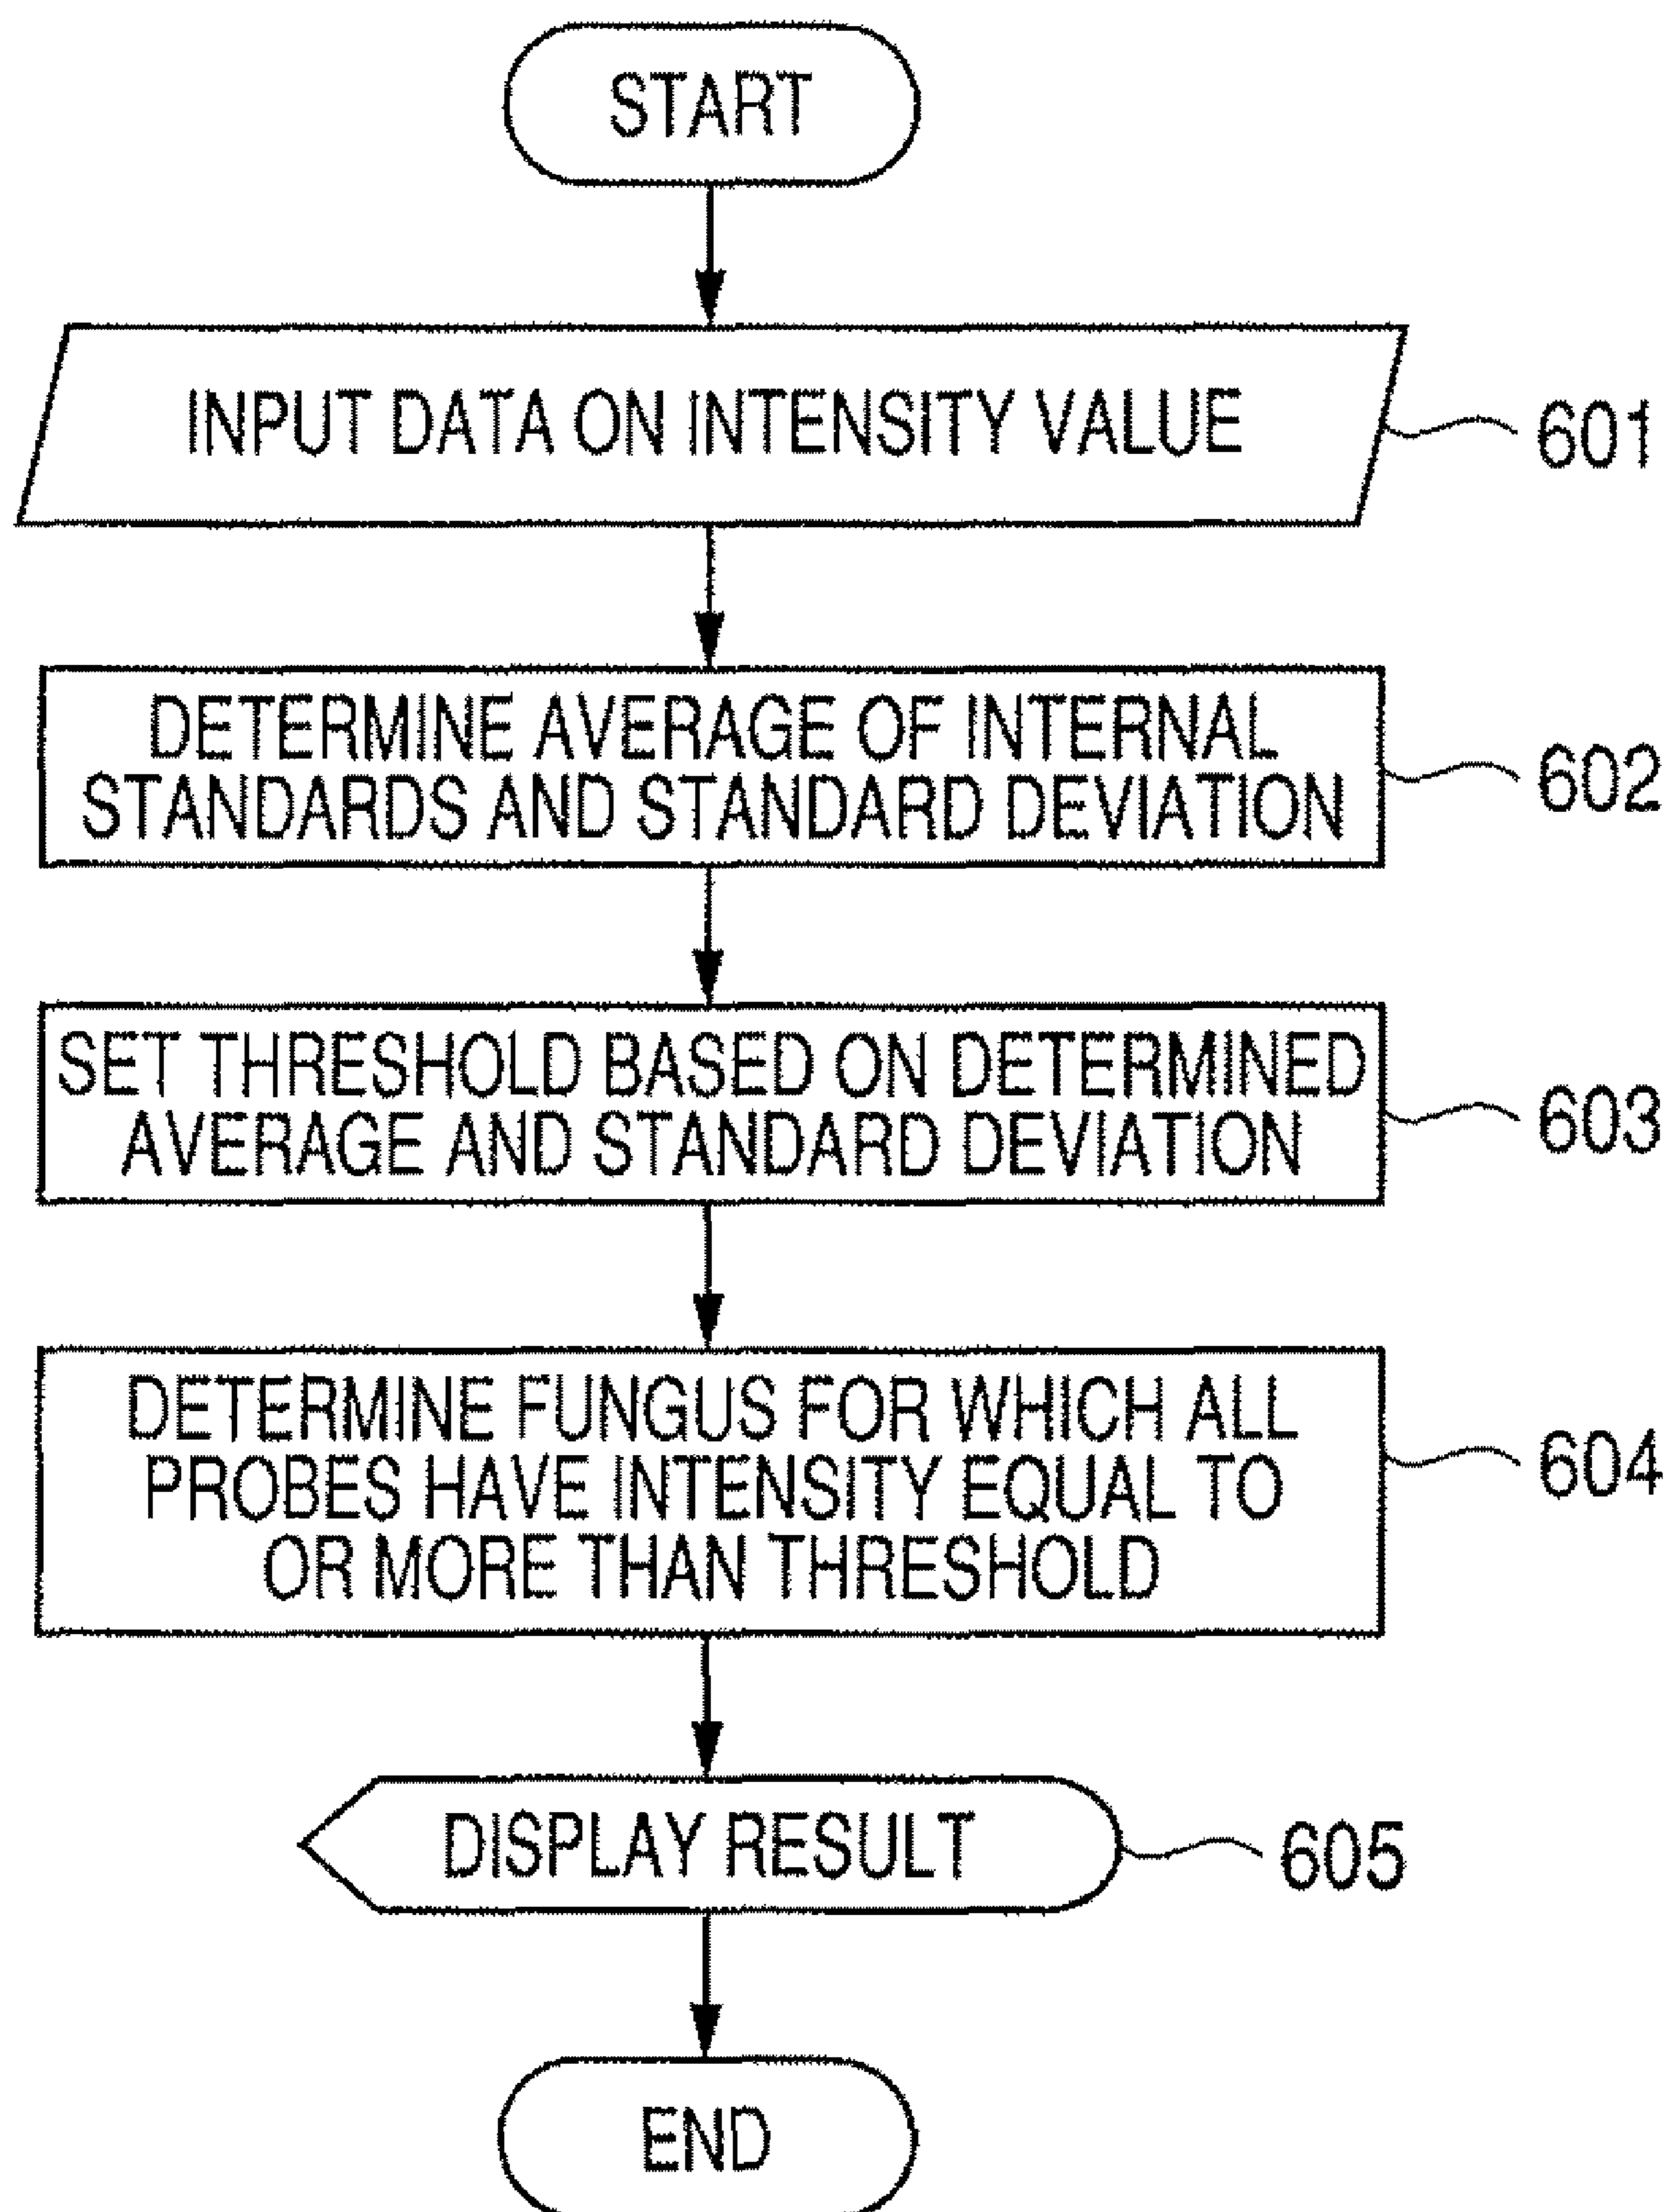 START
INPUT DATA ON INTENSITY VALUE
601
DETERMINE AVERAGE OF INTERNAL
STANDARDS AND STANDARD DEVIATION
602
SET THRESHOLD BASED ON DETERMINED
AVERAGE AND STANDARD DEVIATION
603
DETERMINE FUNGUS FOR WHICH ALL
PROBES HAVE INTENSITY EQUAL TO
OR MORE THAN THRESHOLD
604
DISPLAY RESULT
605
END